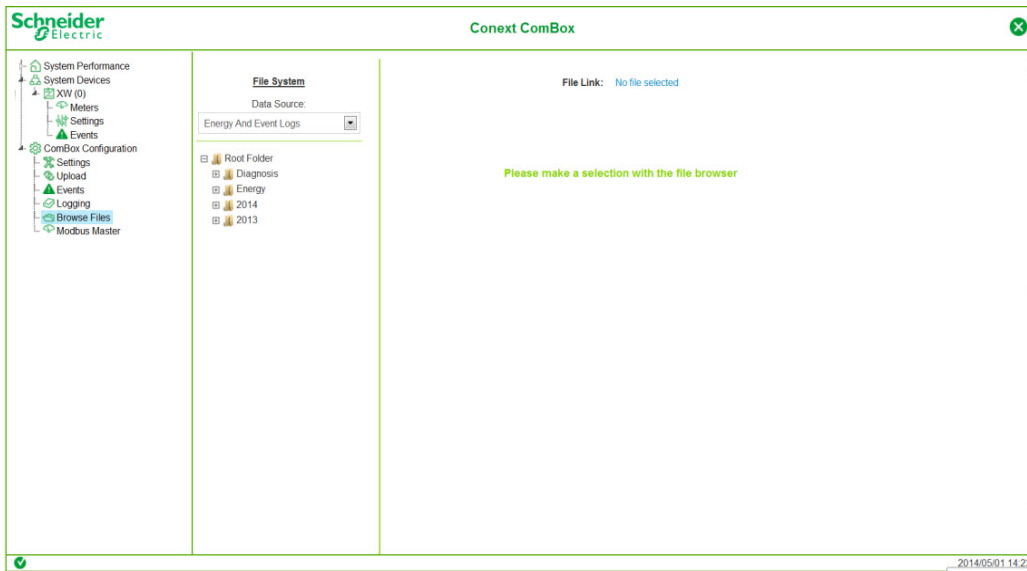 Schneider
Electric
Conext ComBox
System Performance
System Devices
XW (0)
Meters
Settings
Events
ComBox Configuration
Settings
Upload
Events
Logging
Browse Files
Modbus Master
File System
Data Source:
Energy And Event Logs
Root Folder
Diagnosis
Energy
2014
2013
File Link: No file selected
Please make a selection with the file browser
2014/05/01